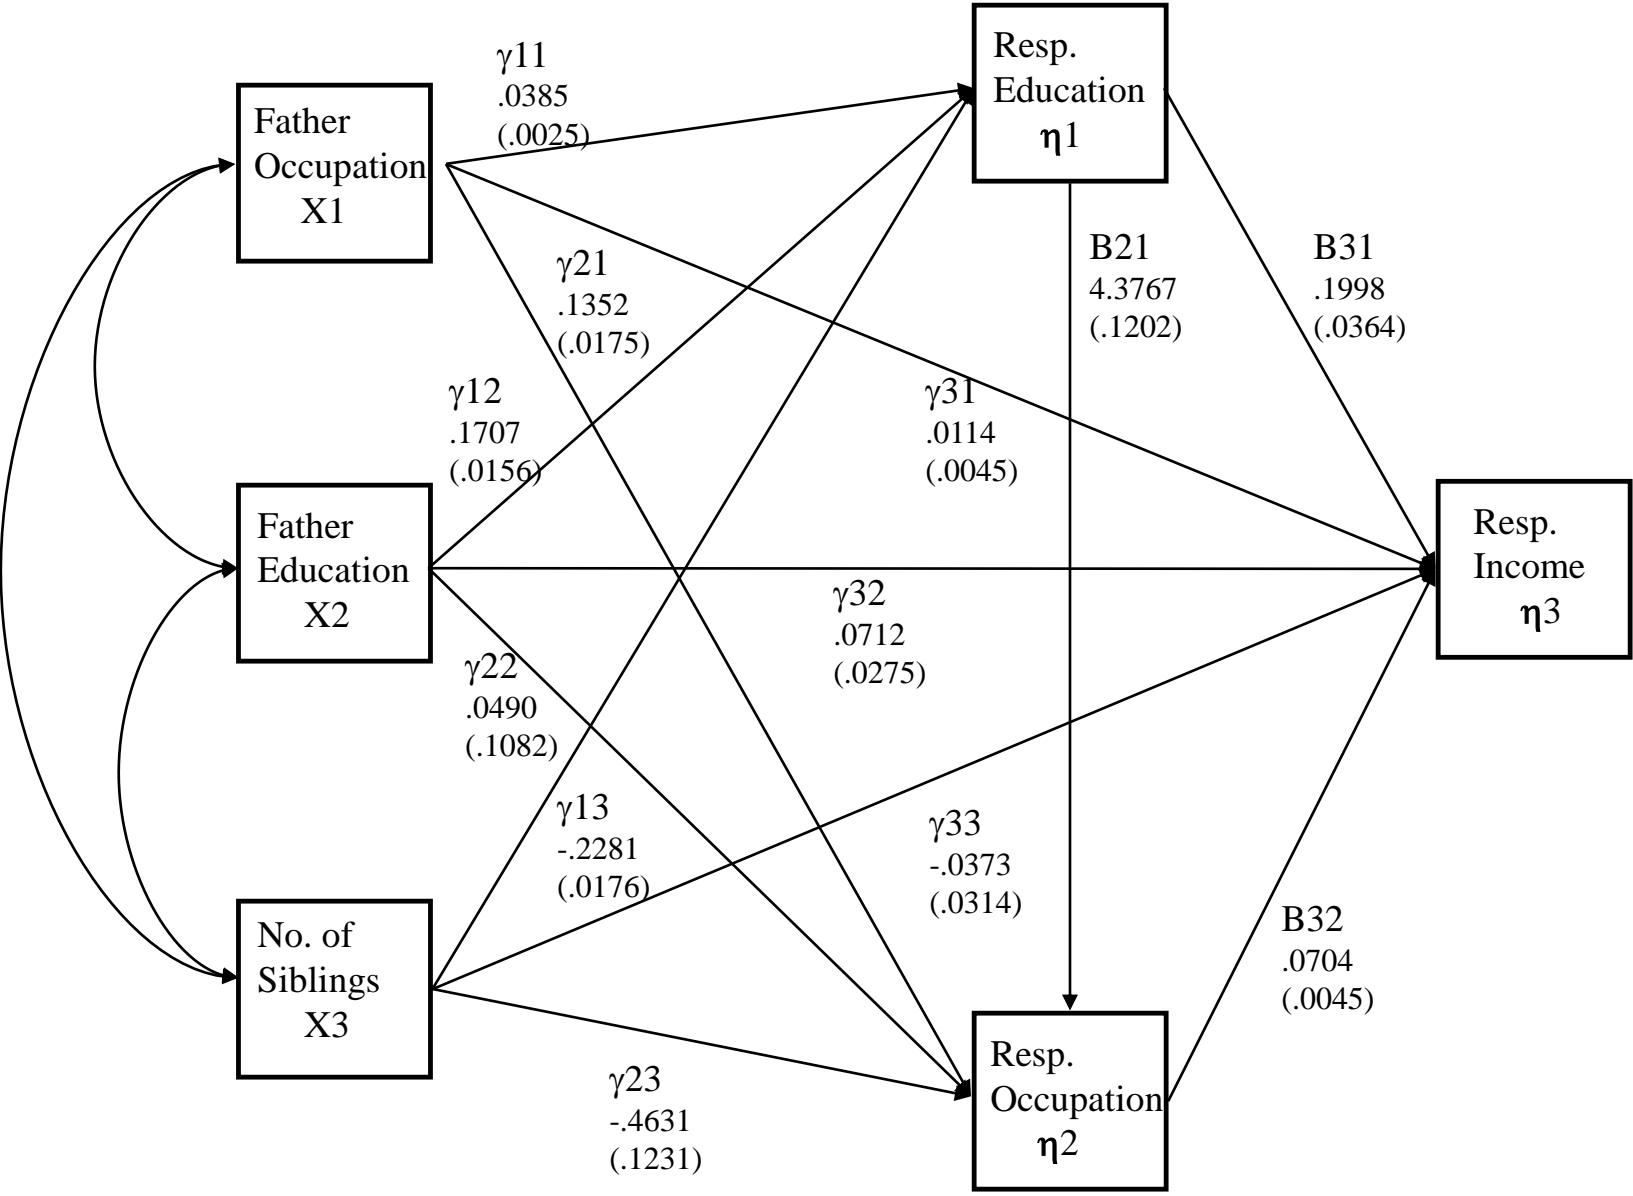 Resp.
Education
η1
γ11
.0385
(.0025)
Father
Occupation
X1
γ21
.1352
(.0175)
B21
4.3767
(.1202)
B31
.1998
(.0364)
γ12
.1707
(.0156)
γ31
.0114
(.0045)
Father
Education
X2
Resp.
Income
η3
γ32
.0712
(.0275)
γ22
.0490
(.1082)
γ13
-.2281
(.0176)
γ33
-.0373
(.0314)
No. of
Siblings
X3
B32
.0704
(.0045)
γ23
-.4631
(.1231)
Resp.
Occupation
η2